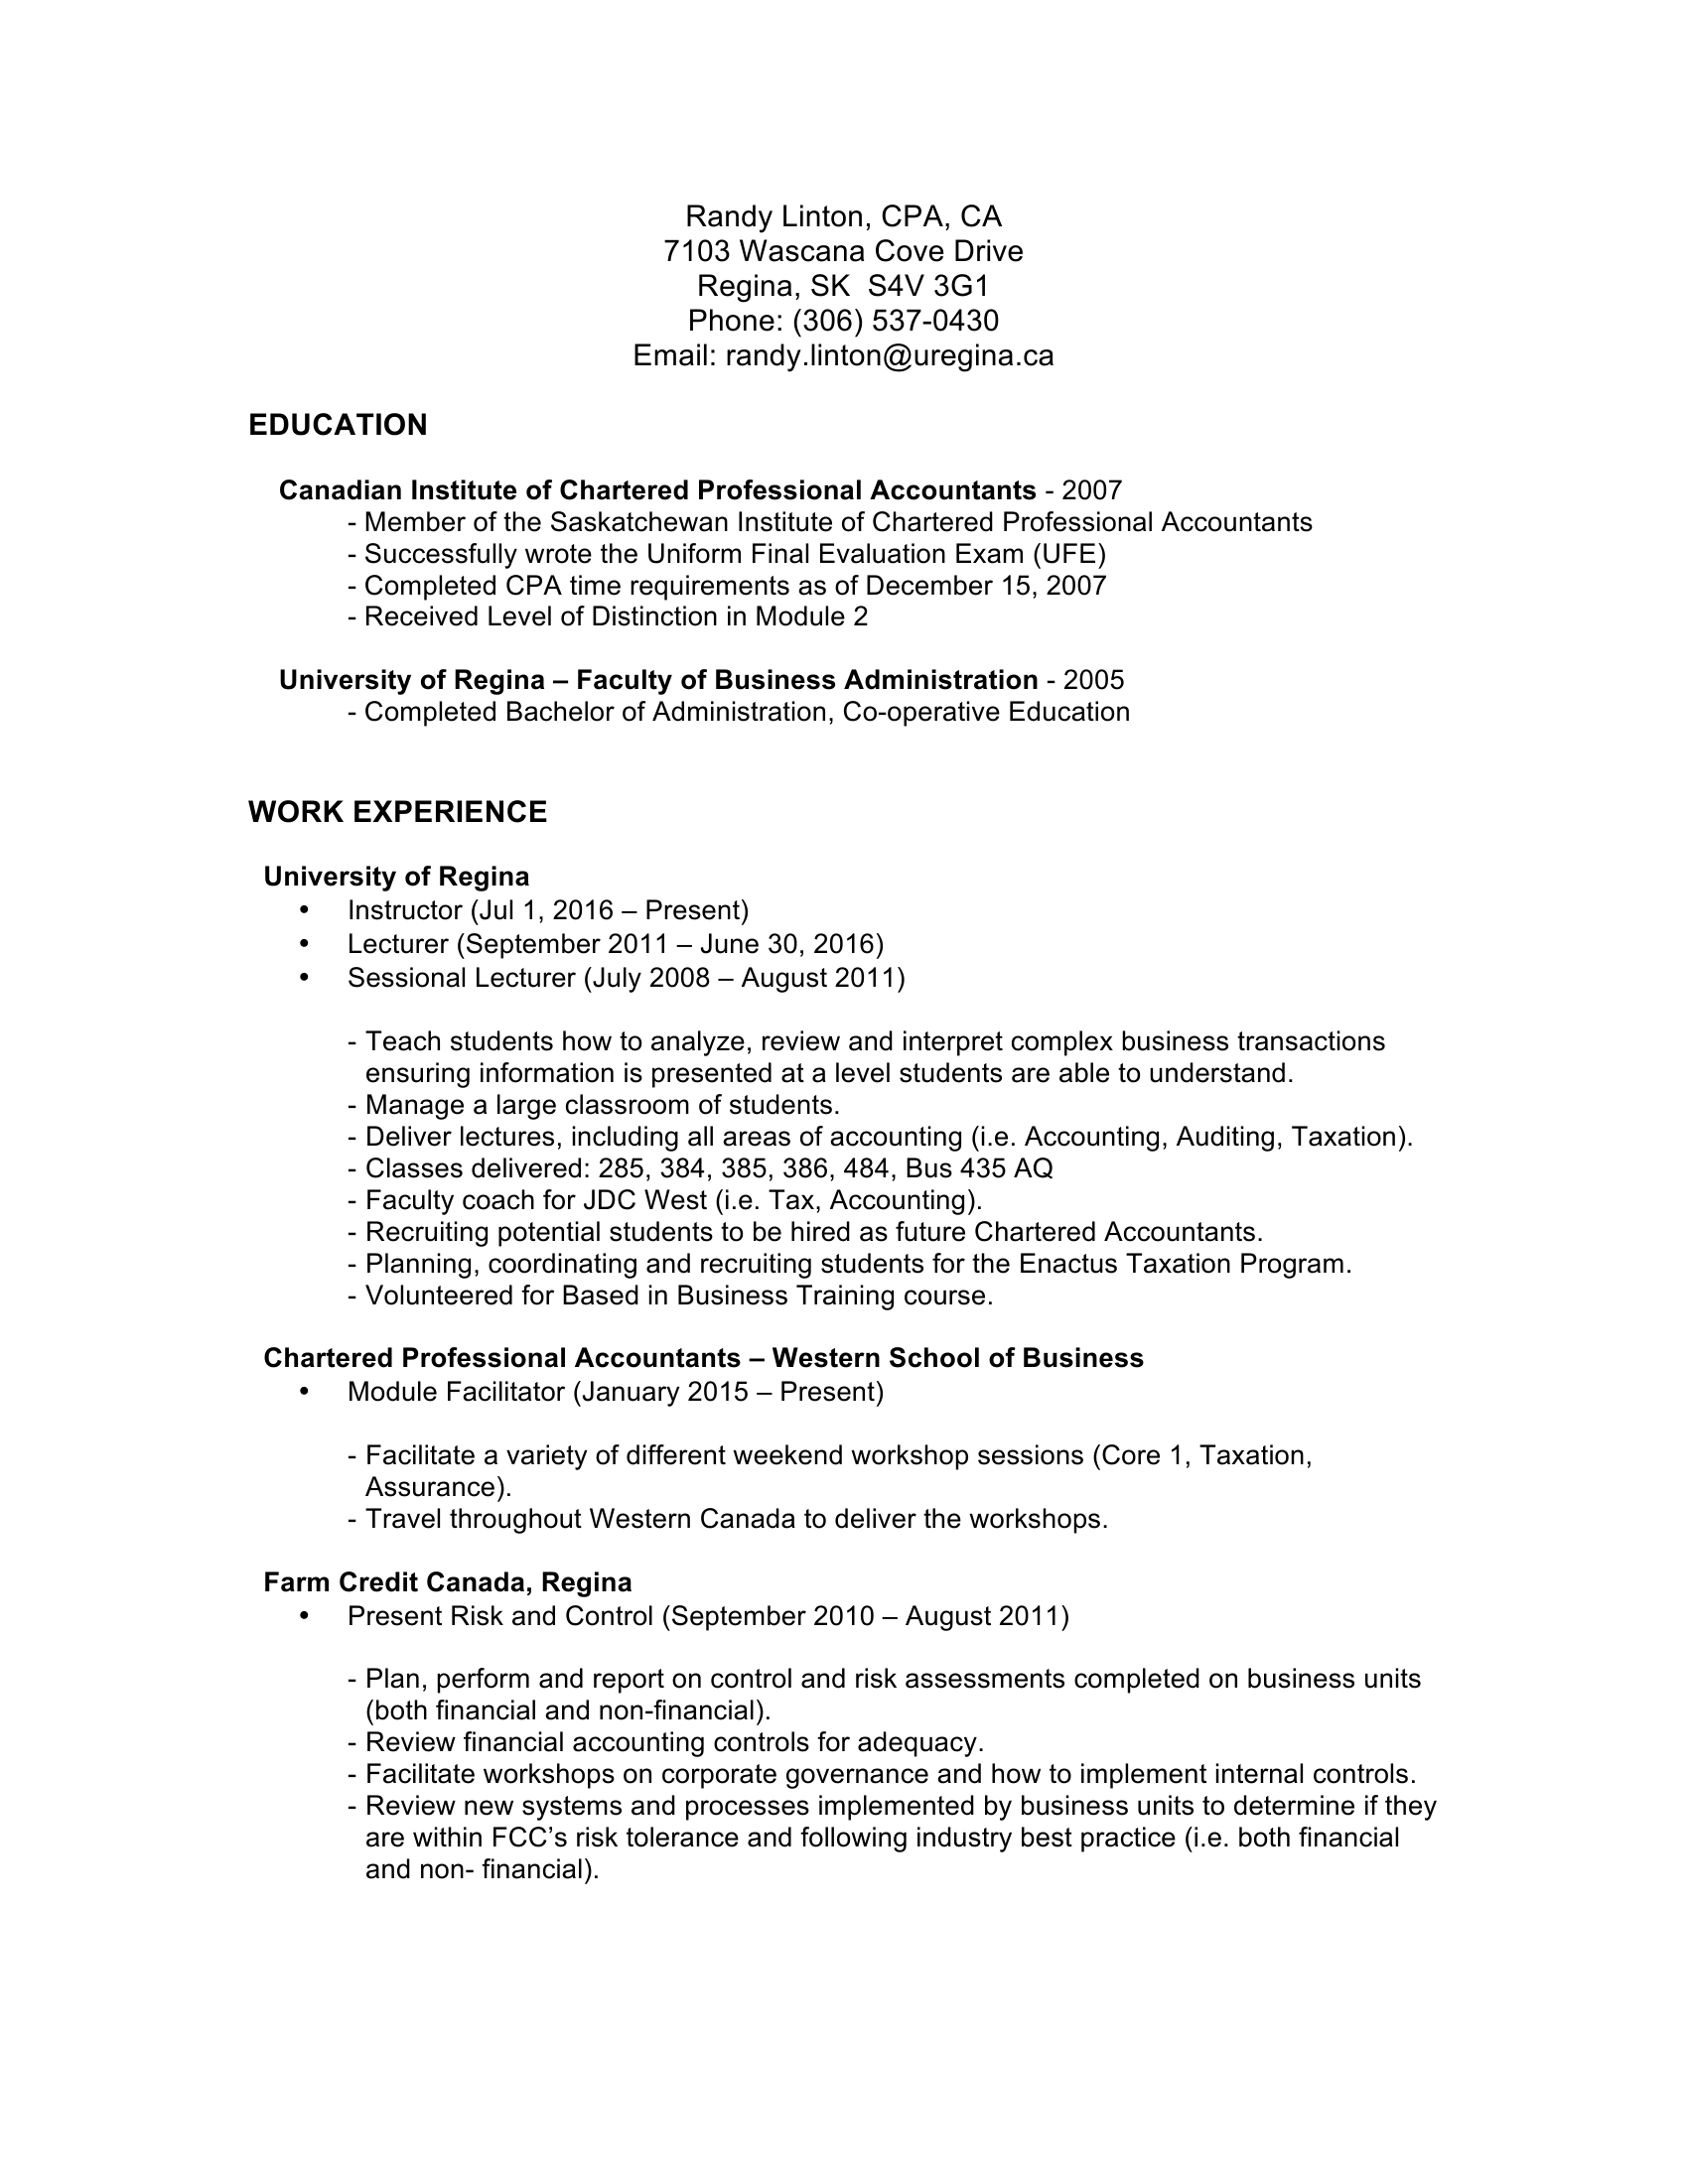 Randy Linton, CPA, CA
7103 Wascana Cove Drive
Regina, SK  S4V 3G1
Phone: (306) 537-0430
Email: randy.linton@uregina.ca
EDUCATION
Canadian Institute of Chartered Professional Accountants - 2007
- Member of the Saskatchewan Institute of Chartered Professional Accountants
- Successfully wrote the Uniform Final Evaluation Exam (UFE)
- Completed CPA time requirements as of December 15, 2007
- Received Level of Distinction in Module 2
University of Regina – Faculty of Business Administration - 2005
- Completed Bachelor of Administration, Co-operative Education
WORK EXPERIENCE
University of Regina
• Instructor (Jul 1, 2016 – Present)
• Lecturer (September 2011 – June 30, 2016)
• Sessional Lecturer (July 2008 – August 2011)
- Teach students how to analyze, review and interpret complex business transactions
ensuring information is presented at a level students are able to understand.
- Manage a large classroom of students.
- Deliver lectures, including all areas of accounting (i.e. Accounting, Auditing, Taxation).
- Classes delivered: 285, 384, 385, 386, 484, Bus 435 AQ
- Faculty coach for JDC West (i.e. Tax, Accounting).
- Recruiting potential students to be hired as future Chartered Accountants.
- Planning, coordinating and recruiting students for the Enactus Taxation Program.
- Volunteered for Based in Business Training course.
Chartered Professional Accountants – Western School of Business
• Module Facilitator (January 2015 – Present)
- Facilitate a variety of different weekend workshop sessions (Core 1, Taxation,
Assurance).
- Travel throughout Western Canada to deliver the workshops.
Farm Credit Canada, Regina
• Present Risk and Control (September 2010 – August 2011)
- Plan, perform and report on control and risk assessments completed on business units
(both financial and non-financial).
- Review financial accounting controls for adequacy.
- Facilitate workshops on corporate governance and how to implement internal controls.
- Review new systems and processes implemented by business units to determine if they
are within FCC’s risk tolerance and following industry best practice (i.e. both financial
and non- financial).